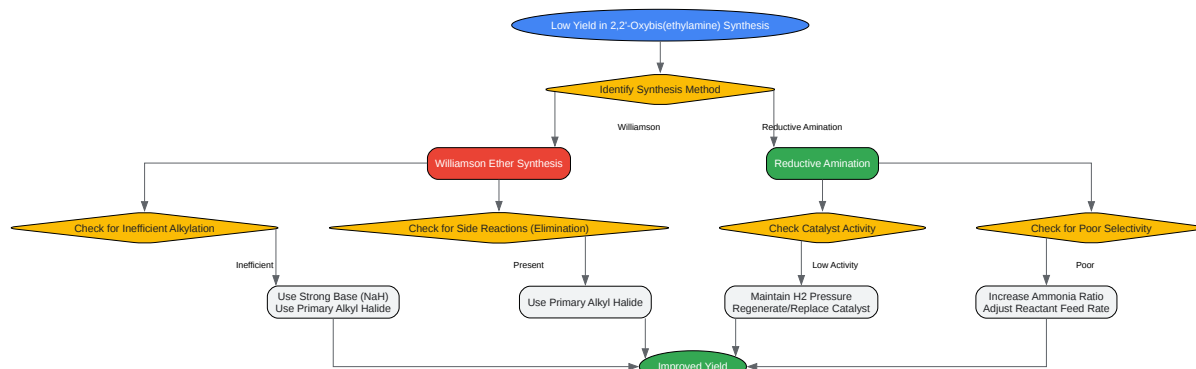 Low Yield in 2,2'-Oxybis(ethylamine) Synthesis
Identify Synthesis Method
Williamson
Reductive Amination
Williamson Ether Synthesis
Reductive Amination
Check for Inefficient Alkylation
Check for Side Reactions (Elimination)
Check Catalyst Activity
Check for Poor Selectivity
Inefficient
Present
Low Activity
Poor
Use Strong Base (NaH)
Use Primary Alkyl Halide
Use Primary Alkyl Halide
Maintain H2 Pressure
Regenerate/Replace Catalyst
Increase Ammonia Ratio
Adjust Reactant Feed Rate
Improved Yield